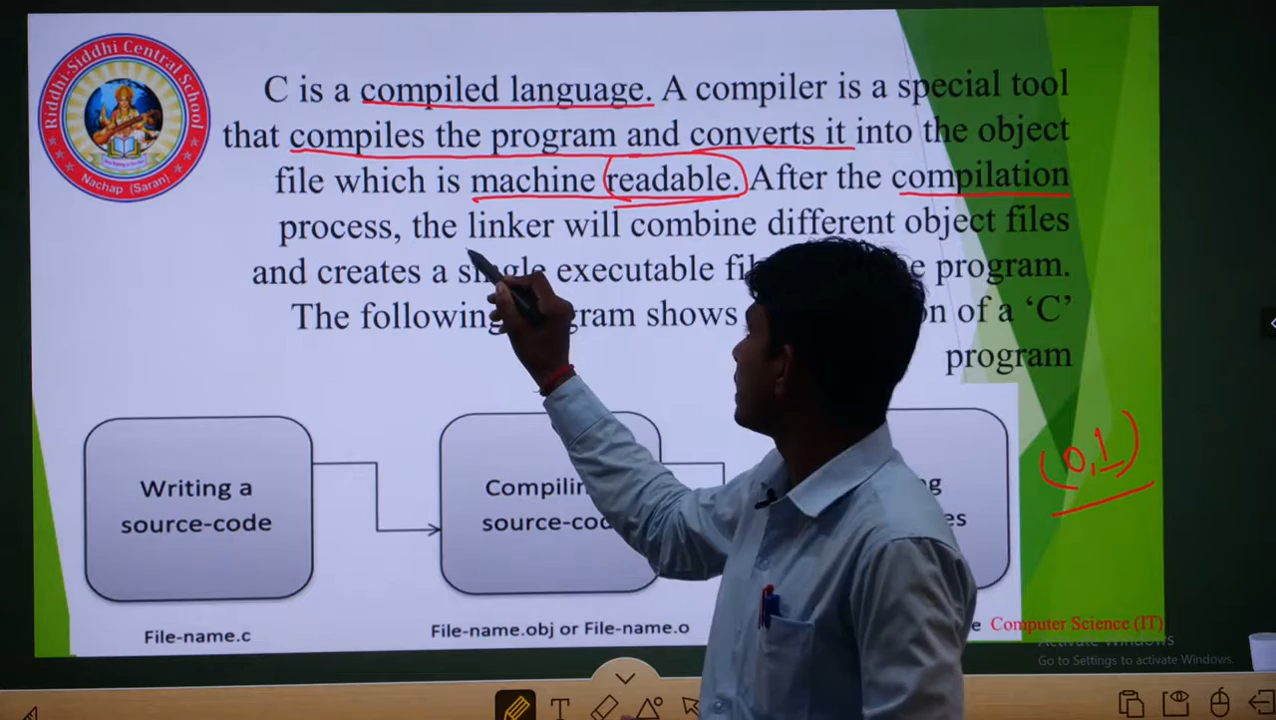 Riddhi-Siddhi Central School
Nachap (Saran)
C is a compiled language. A compiler is a special tool
that compiles the program and converts it into the object
file which is machine readable. After the compilation
process, the linker will combine different object files
and creates a single executable program.
The following shows of a ‘C’
program
(0,1)
Writing a
source-code
Compiling
File-name.c
File-name.obj or File-name.o
Computer Science (IT)
Activate Windows
Go to Settings to activate Windows.
T